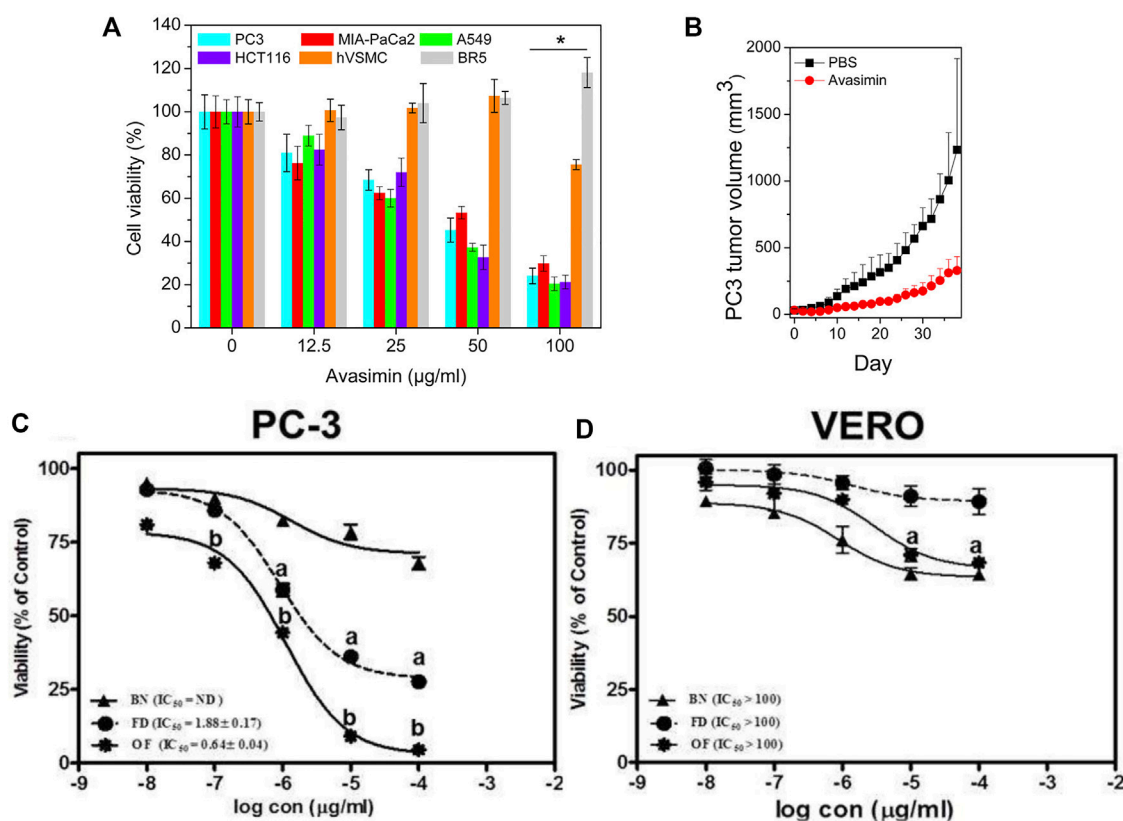 A
140
120
100
80
60
40
20
0
Cell viability (%)
PC3 MIA-PaCa2 A549
HCT116 hVSMC BR5
*
0 12.5 25 50 100
Avasimin (µg/ml)
B
2000
1500
1000
500
0
PC3 tumor volume (mm³)
PBS
Avasimin
0 10 20 30
Day
C
PC-3
100
75
50
25
0
Viability (% of Control)
b
a
b
a
b
a
b
BN (IC₅₀ = ND)
FD (IC₅₀ = 1.88± 0.17)
OF (IC₅₀ = 0.64± 0.04)
-9 -8 -7 -6 -5 -4 -3 -2
log con (µg/ml)
D
VERO
100
75
50
25
0
Viability (% of Control)
a
a
BN (IC₅₀ > 100)
FD (IC₅₀ > 100)
OF (IC₅₀ > 100)
-9 -8 -7 -6 -5 -4 -3 -2
log con (µg/ml)